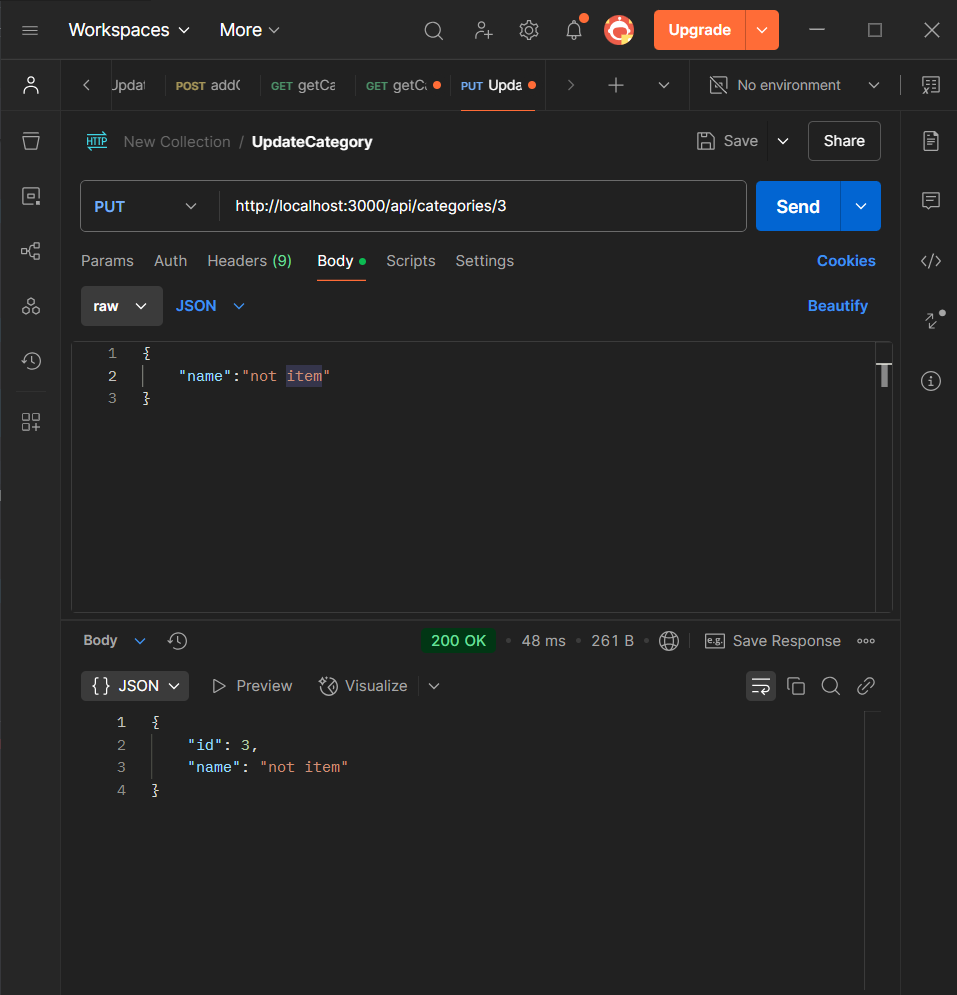 Workspaces More Upgrade
Updat POST addC GET getCa GET getCa PUT Upda No environment
HTTP New Collection / UpdateCategory Save Share
PUT http://localhost:3000/api/categories/3 Send
Params Auth Headers (9) Body Scripts Settings Cookies
raw JSON Beautify
1 {
2 "name":"not item"
3 }
Body 200 OK • 48 ms • 261 B • e.g. Save Response
{} JSON Preview Visualize
1 {
2 "id": 3,
3 "name": "not item"
4 }